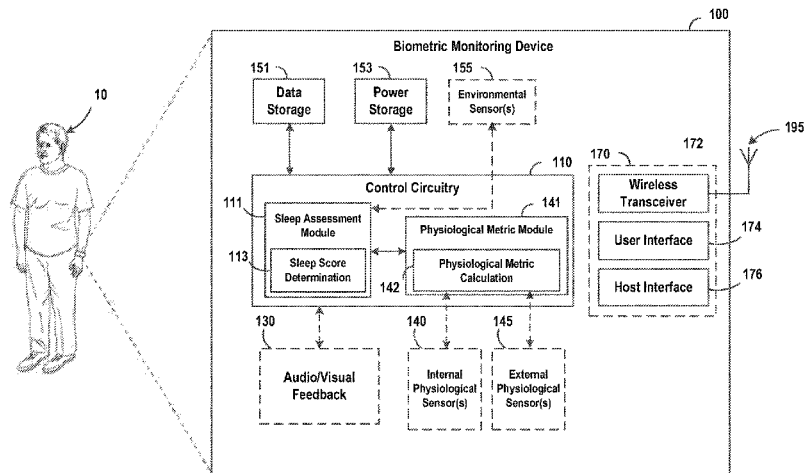 100
Biometric Monitoring Device
151
153
155
10
Data
Storage
Power
Storage
Environmental
Sensor(s)
195
110
170
172
Control Circuitry
111
141
Wireless
Transceiver
Sleep Assessment
Module
Physiological Metric Module
113
Sleep Score
Determination
142
Physiological Metric
Calculation
User Interface
174
Host Interface
176
130
140
145
Audio/Visual
Feedback
Internal
Physiological
Sensor(s)
External
Physiological
Sensor(s)